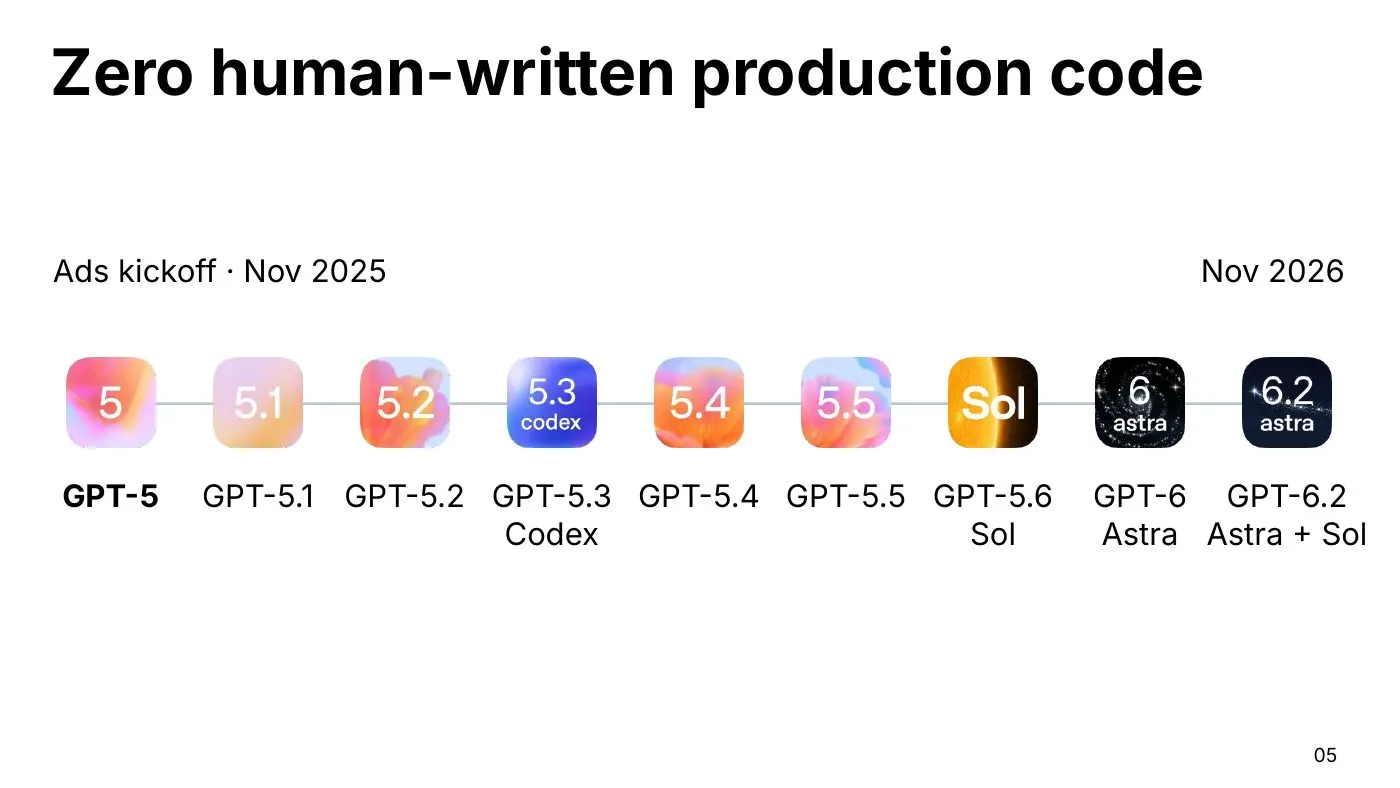 Zero human-written production code
Ads kickoff · Nov 2025
Nov 2026
5
5.1
5.2
5.3
codex
5.4
5.5
Sol
6
astra
6.2
astra
GPT-5
GPT-5.1
GPT-5.2
GPT-5.3
Codex
GPT-5.4
GPT-5.5
GPT-5.6
Sol
GPT-6
Astra
GPT-6.2
Astra + Sol
05